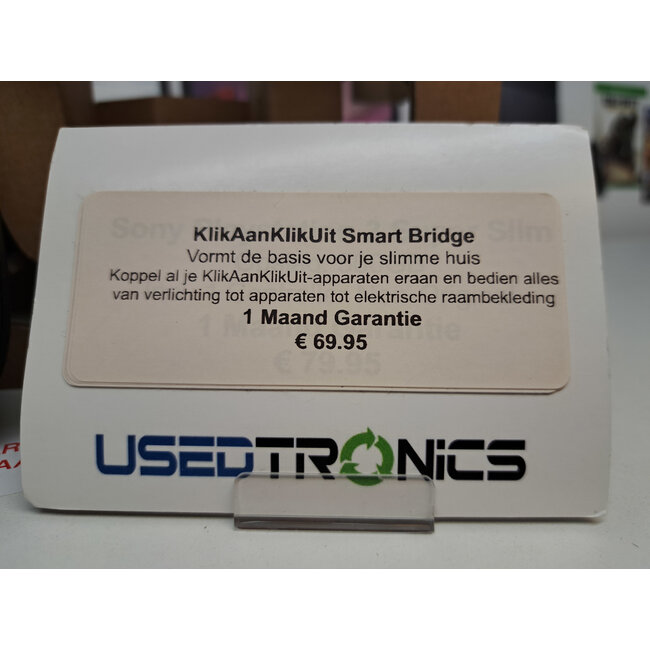 KlikAanKlikUit Smart Bridge
Vormt de basis voor je slimme huis
Koppel al je KlikAanKlikUit-apparaten eraan en bedien alles
van verlichting tot apparaten tot elektrische raambekleding
1 Maand Garantie
€ 69.95
USEDTRONiCS